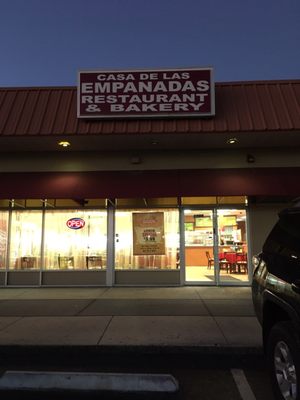 CASA DE LAS
EMPANADAS
RESTAURANT
& BAKERY
OPEN